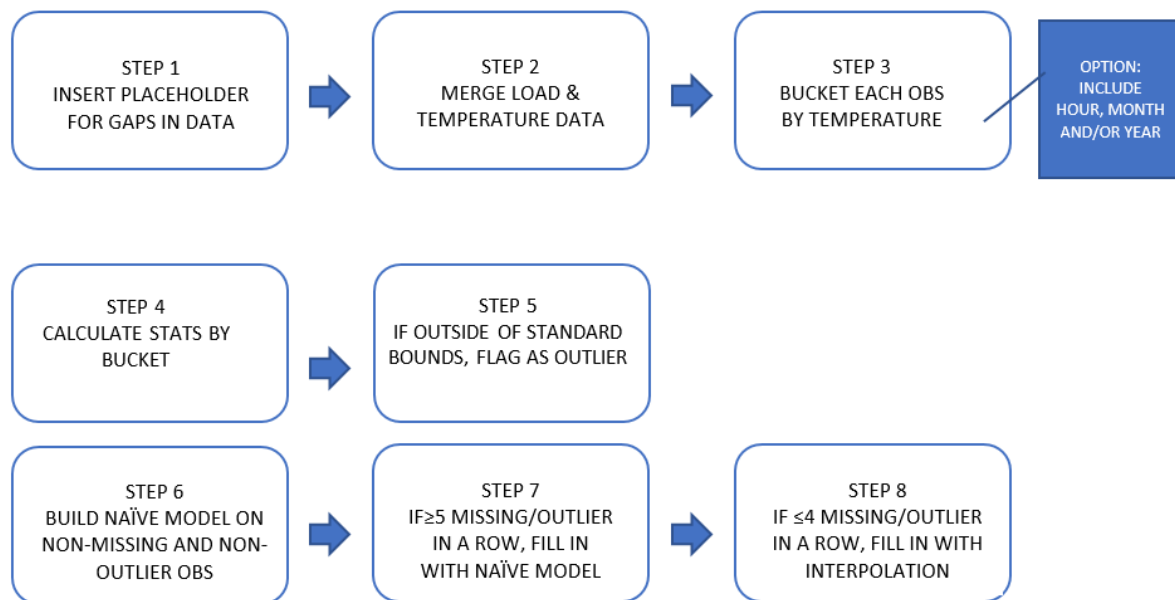 STEP 1
INSERT PLACEHOLDER
FOR GAPS IN DATA
STEP 2
MERGE LOAD &
TEMPERATURE DATA
STEP 3
BUCKET EACH OBS
BY TEMPERATURE
OPTION:
INCLUDE
HOUR, MONTH
AND/OR YEAR
STEP 4
CALCULATE STATS BY
BUCKET
STEP 5
IF OUTSIDE OF STANDARD
BOUNDS, FLAG AS OUTLIER
STEP 6
BUILD NAÏVE MODEL ON
NON-MISSING AND NON-
OUTLIER OBS
STEP 7
IF≥5 MISSING/OUTLIER
IN A ROW, FILL IN
WITH NAÏVE MODEL
STEP 8
IF ≤4 MISSING/OUTLIER
IN A ROW, FILL IN WITH
INTERPOLATION